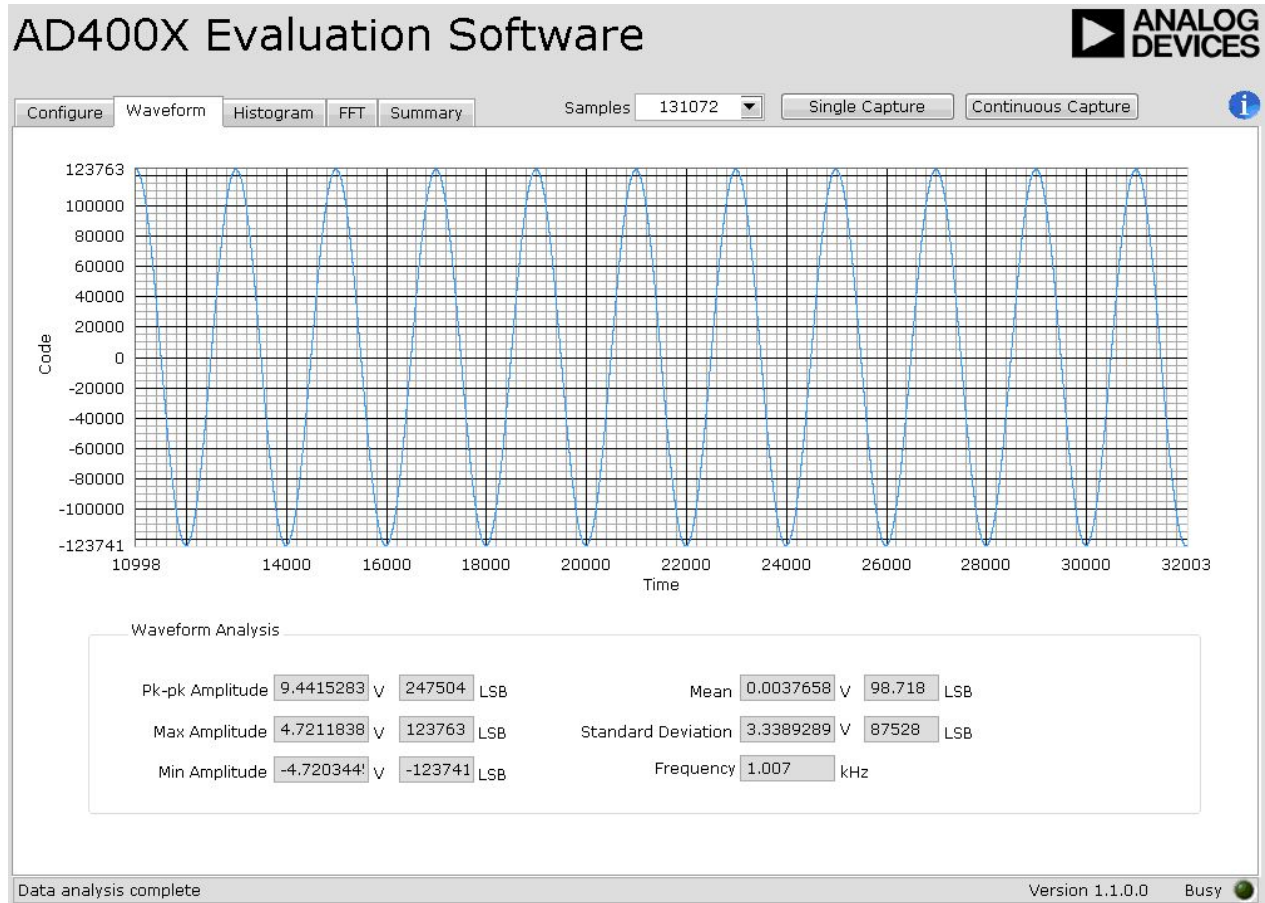 AD400X Evaluation Software
ANALOG
DEVICES
Configure Waveform Histogram FFT Summary Samples 131072 Single Capture Continuous Capture i
123763
100000
80000
60000
40000
20000
0
-20000
-40000
-60000
-80000
-100000
-123741
Code
10998 14000 16000 18000 20000 22000 24000 26000 28000 30000 32003
Time
Waveform Analysis
Pk-pk Amplitude 9.4415283 V 247504 LSB Mean 0.0037658 V 98.718 LSB
Max Amplitude 4.7211838 V 123763 LSB Standard Deviation 3.3389289 V 87528 LSB
Min Amplitude V -123741 LSB Frequency 1.007 kHz
Data analysis complete Version 1.1.0.0 Busy